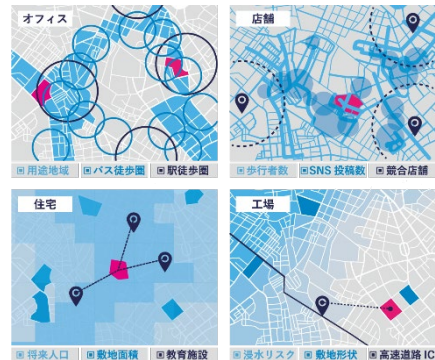 オフィス
用途地域 バス徒歩圏 駅徒歩圏
店舗
歩行者数 SNS 投稿数 競合店舗
住宅
将来人口 敷地面積 教育施設
工場
浸水リスク 敷地形状 高速道路 IC